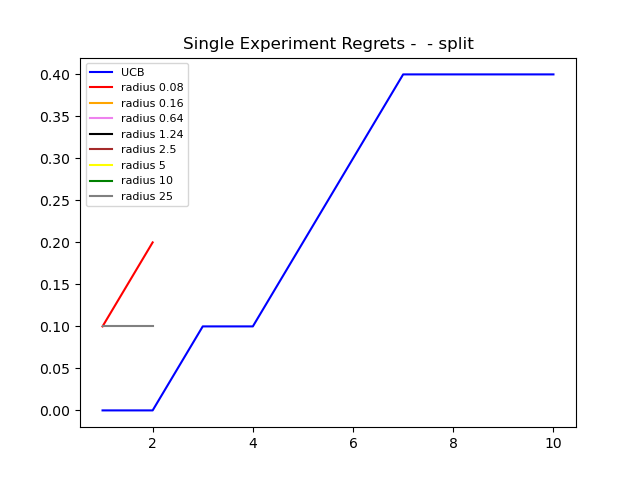 Single Experiment Regrets -  - split
UCB
radius 0.08
radius 0.16
radius 0.64
radius 1.24
radius 2.5
radius 5
radius 10
radius 25
0.40
0.35
0.30
0.25
0.20
0.15
0.10
0.05
0.00
2
4
6
8
10